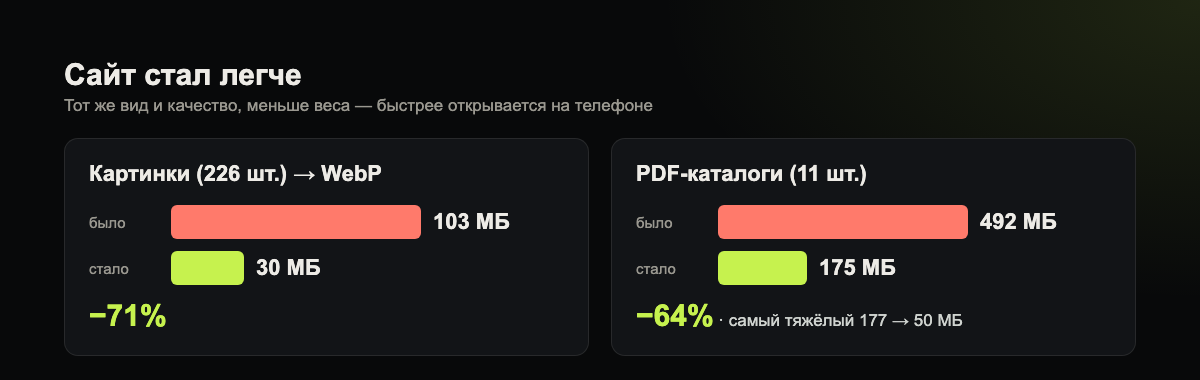 Сайт стал легче
Тот же вид и качество, меньше веса — быстрее открывается на телефоне
Картинки (226 шт.) → WebP
было 103 МБ
стало 30 МБ
−71%
PDF-каталоги (11 шт.)
было 492 МБ
стало 175 МБ
−64% · самый тяжёлый 177 → 50 МБ